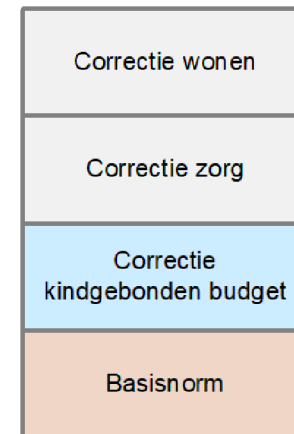 Correctie wonen
Correctie zorg
Correctie
kindgebonden budget
Basisnorm